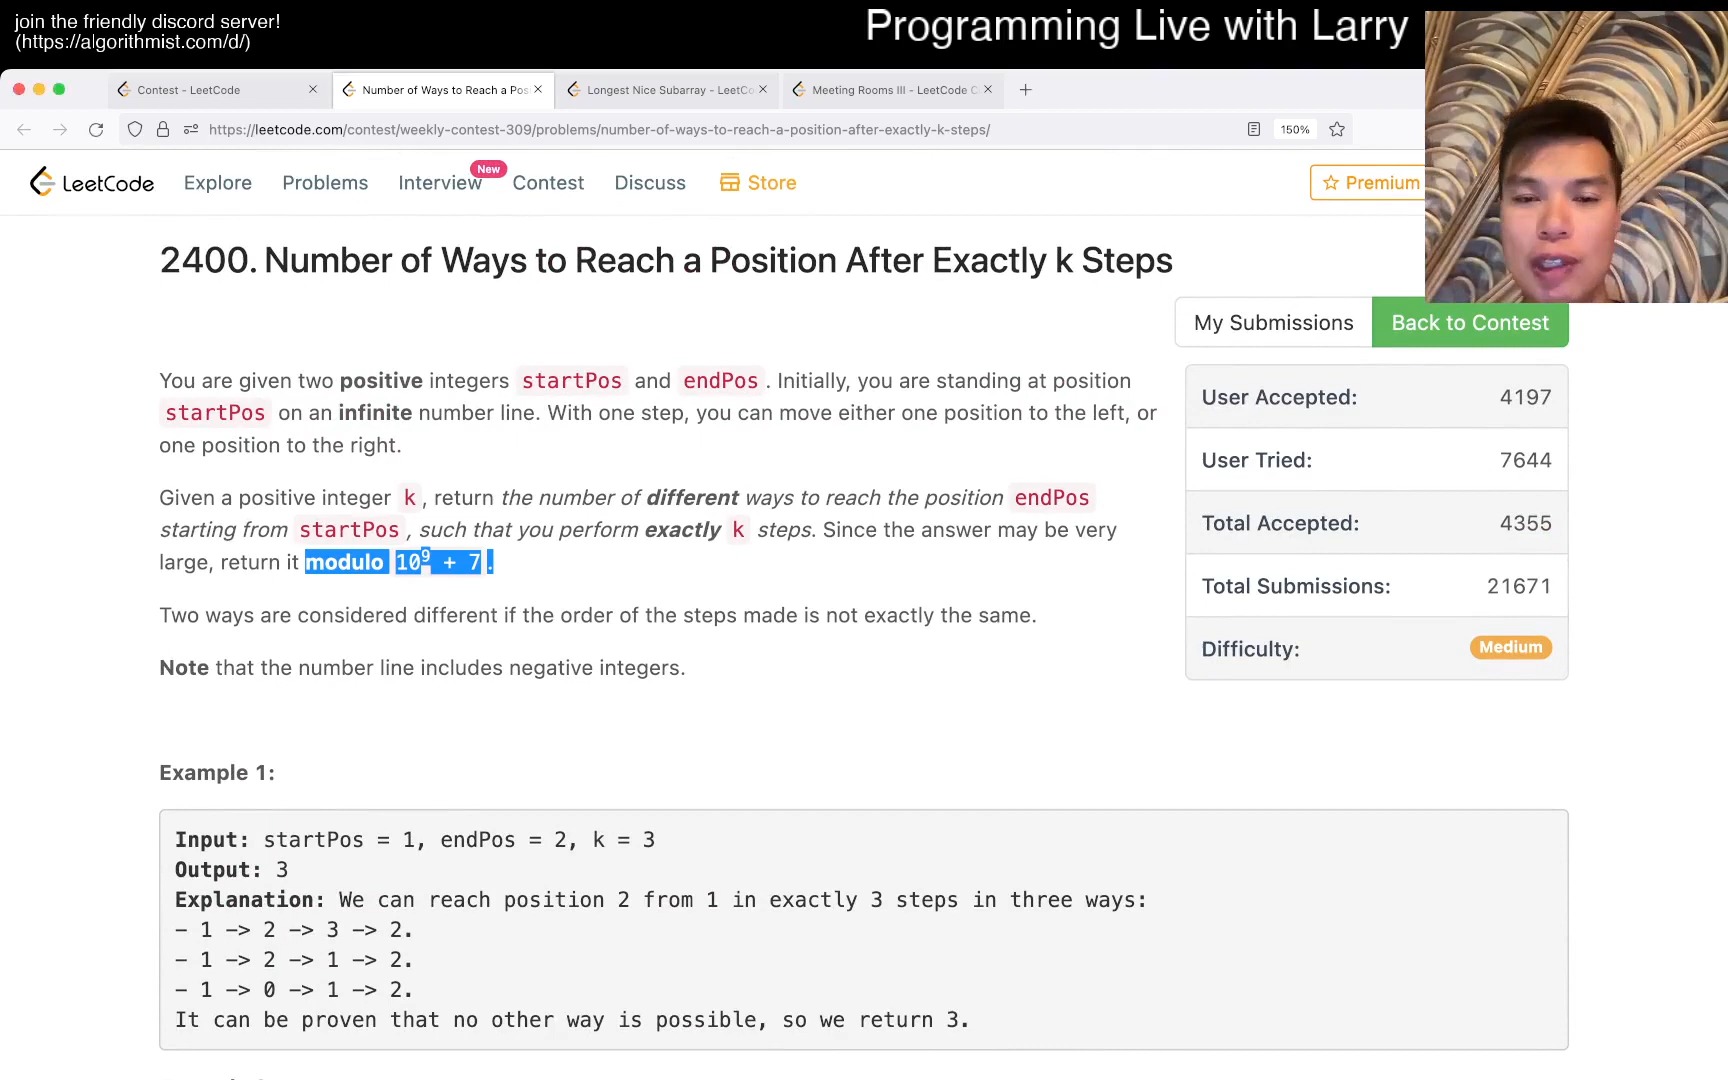 join the friendly discord server!
(https://algorithmist.com/d/)
Programming Live with Larry
Contest - LeetCode
Number of Ways to Reach a Pos
Longest Nice Subarray - LeetCo
Meeting Rooms III - LeetCode C
https://leetcode.com/contest/weekly-contest-309/problems/number-of-ways-to-reach-a-position-after-exactly-k-steps/
150%
LeetCode
Explore
Problems
Interview
New
Contest
Discuss
Store
Premium
2400. Number of Ways to Reach a Position After Exactly k Steps
My Submissions
Back to Contest
You are given two positive integers startPos and endPos. Initially, you are standing at position
startPos on an infinite number line. With one step, you can move either one position to the left, or
one position to the right.
Given a positive integer k, return the number of different ways to reach the position endPos
starting from startPos, such that you perform exactly k steps. Since the answer may be very
large, return it modulo 10⁹ + 7.
Two ways are considered different if the order of the steps made is not exactly the same.
Note that the number line includes negative integers.
User Accepted: 4197
User Tried: 7644
Total Accepted: 4355
Total Submissions: 21671
Difficulty: Medium
Example 1:
Input: startPos = 1, endPos = 2, k = 3
Output: 3
Explanation: We can reach position 2 from 1 in exactly 3 steps in three ways:
- 1 -> 2 -> 3 -> 2.
- 1 -> 2 -> 1 -> 2.
- 1 -> 0 -> 1 -> 2.
It can be proven that no other way is possible, so we return 3.